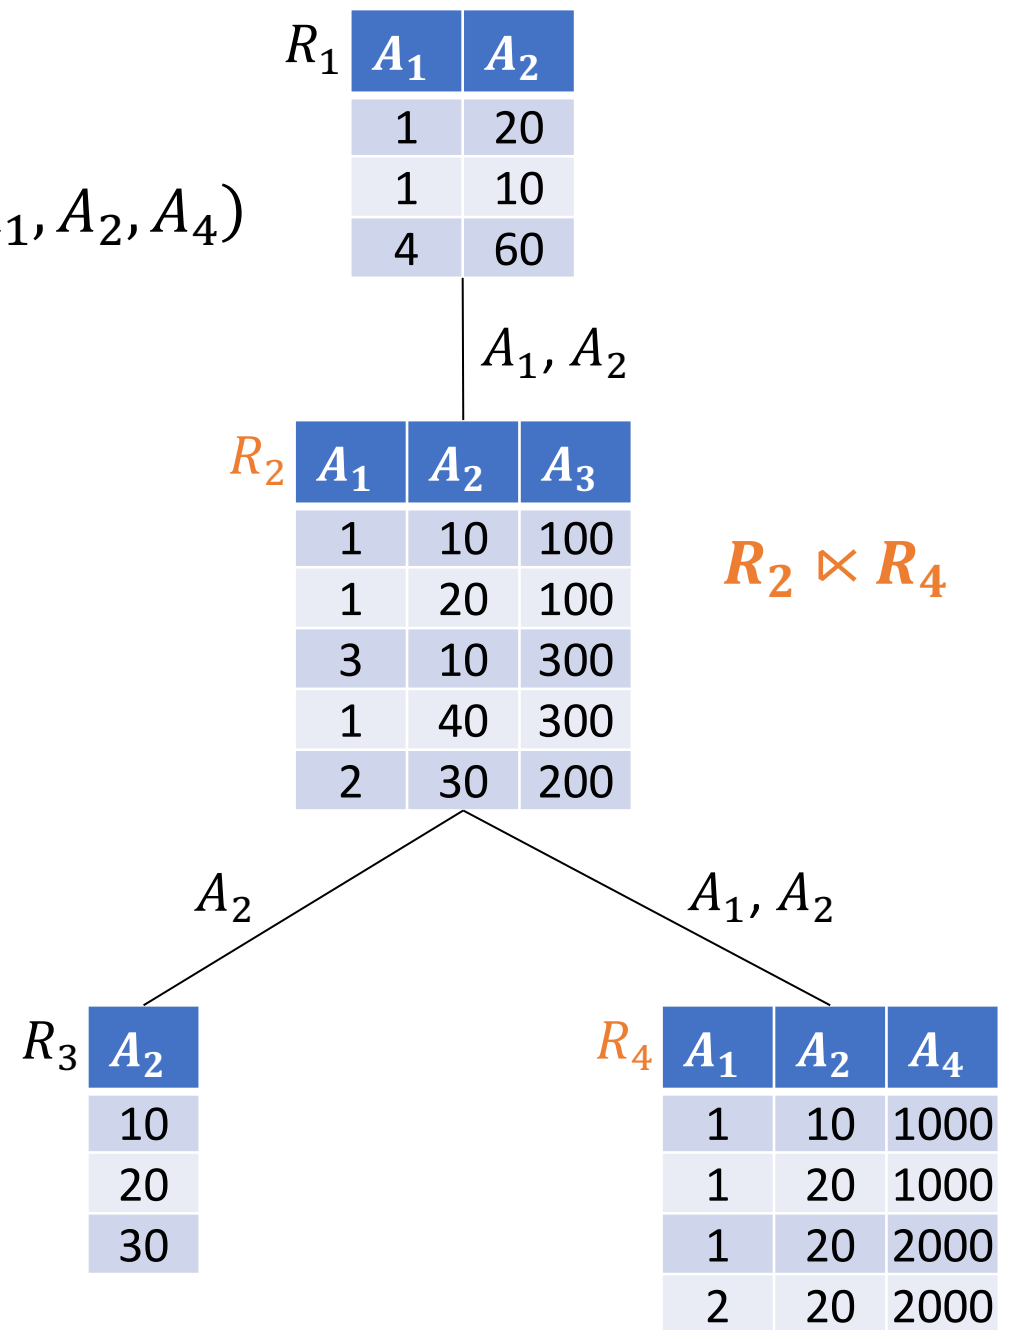 R₁ A₁ A₂
1 20
1 10
4 60
₁, A₂, A₄)
A₁, A₂
R₂ A₁ A₂ A₃
1 10 100
1 20 100
3 10 300
1 40 300
2 30 200
R₂ ⋉ R₄
A₂
A₁, A₂
R₃ A₂
10
20
30
R₄ A₁ A₂ A₄
1 10 1000
1 20 1000
1 20 2000
2 20 2000